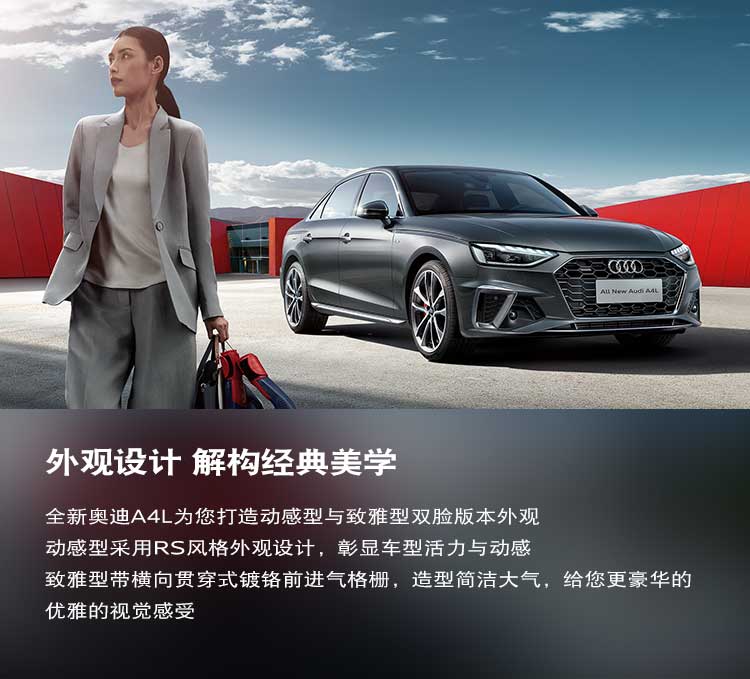 All New Audi A4L
外观设计 解构经典美学
全新奥迪A4L为您打造动感型与致雅型双脸版本外观
动感型采用RS风格外观设计，彰显车型活力与动感
致雅型带横向贯穿式镀铬前进气格栅，造型简洁大气，给您更豪华的
优雅的视觉感受